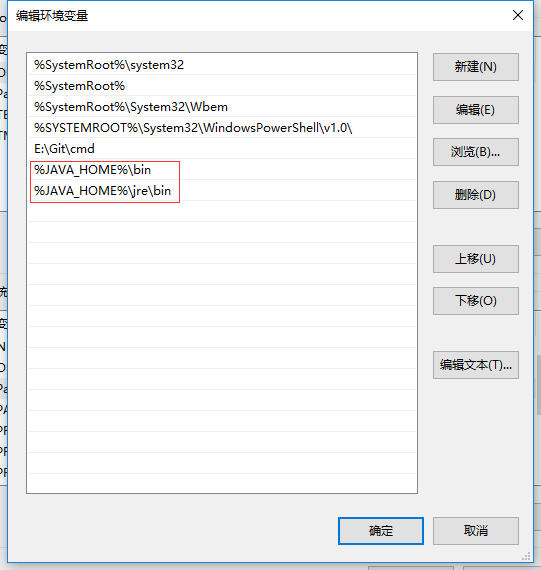 编辑环境变量
%SystemRoot%\system32
%SystemRoot%
%SystemRoot%\System32\Wbem
%SYSTEMROOT%\System32\WindowsPowerShell\v1.0\
E:\Git\cmd
%JAVA_HOME%\bin
%JAVA_HOME%\jre\bin
新建(N)
编辑(E)
浏览(B)...
删除(D)
上移(U)
下移(O)
编辑文本(T)...
确定
取消